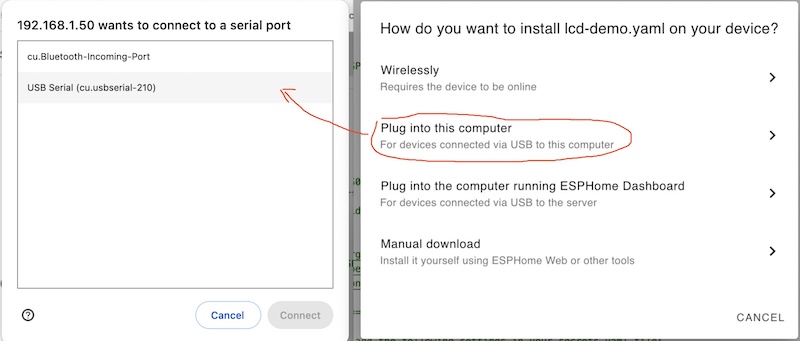 192.168.1.50 wants to connect to a serial port
cu.Bluetooth-Incoming-Port
USB Serial (cu.usbserial-210)
Cancel
Connect
How do you want to install lcd-demo.yaml on your device?
Wirelessly
Requires the device to be online
Plug into this computer
For devices connected via USB to this computer
Plug into the computer running ESPHome Dashboard
For devices connected via USB to the server
Manual download
Install it yourself using ESPHome Web or other tools
CANCEL